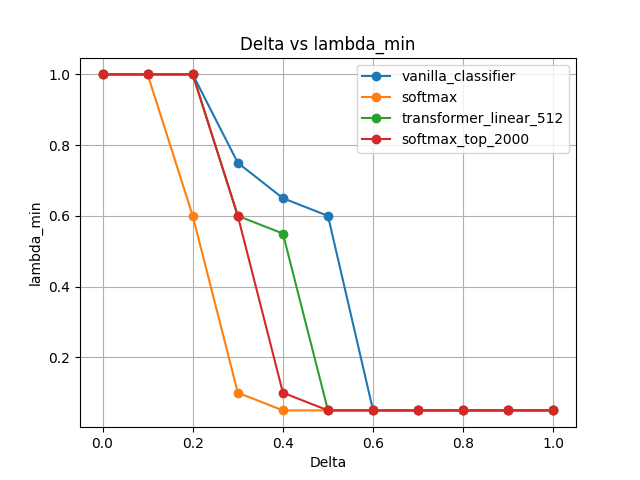 Delta vs lambda_min
vanilla_classifier
softmax
transformer_linear_512
softmax_top_2000
lambda_min
1.0
0.8
0.6
0.4
0.2
0.0
0.2
0.4
0.6
0.8
1.0
Delta